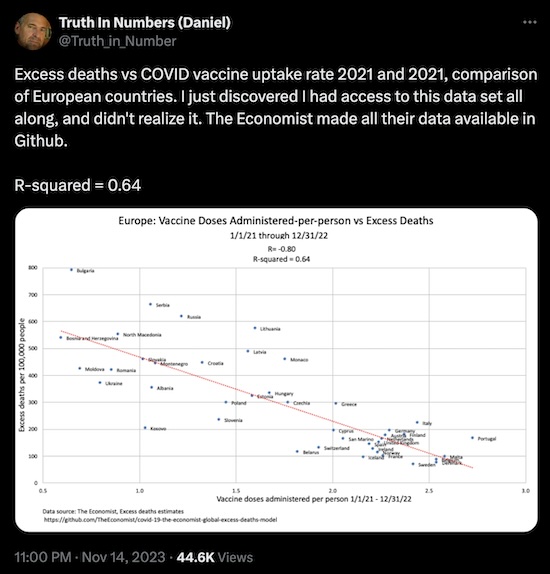 Truth In Numbers (Daniel)
@Truth_in_Number
Excess deaths vs COVID vaccine uptake rate 2021 and 2021, comparison
of European countries. I just discovered I had access to this data set all
along, and didn't realize it. The Economist made all their data available in
Github.
R-squared = 0.64
Europe: Vaccine Doses Administered-per-person vs Excess Deaths
1/1/21 through 12/31/22
R= -0.80
R-squared = 0.64
Excess deaths per 100,000 people
800
700
600
500
400
300
200
100
0
Bulgaria
Serbia
Russia
Lithuania
North Macedonia
Bosnia and Herzegovina
Latvia
Monaco
Slovakia
Montenegro
Croatia
Moldova
Romania
Ukraine
Albania
Estonia
Hungary
Poland
Czechia
Greece
Slovenia
Kosovo
Cyprus
Italy
Germany
Austria
Finland
San Marino
Netherlands
Portugal
United Kingdom
Spain
Switzerland
Belarus
Ireland
Norway
Iceland
France
Malta
Belgium
Sweden
Denmark
0.5
1.0
1.5
2.0
2.5
3.0
Vaccine doses administered per person 1/1/21 - 12/31/22
Data source: The Economist, Excess deaths estimates
https://github.com/TheEconomist/covid-19-the-economist-global-excess-deaths-model
11:00 PM · Nov 14, 2023 · 44.6K Views